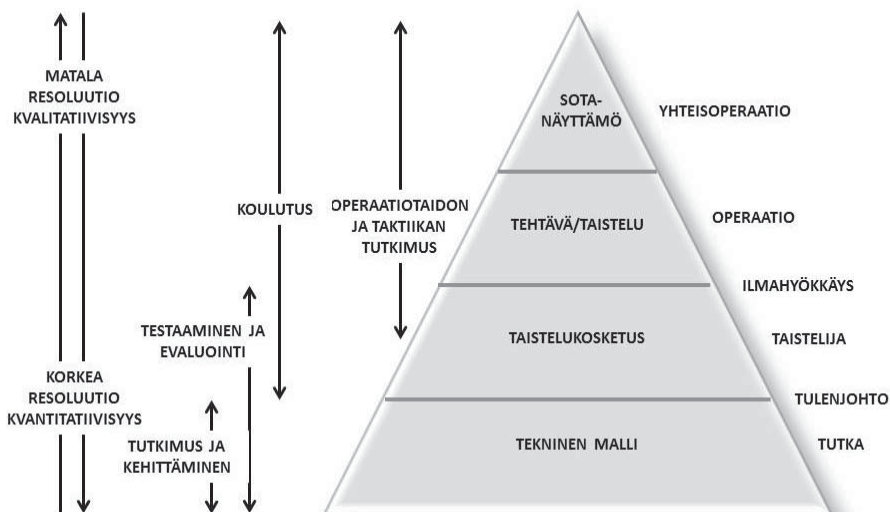 MATALA
RESOLUUTIO
KVALITATIIVISYYS
KORKEA
RESOLUUTIO
KVANTITATIIVISYYS
TUTKIMUS JA
KEHITTÄMINEN
TESTAAMINEN JA
EVALUOINTI
KOULUTUS
OPERAATIOTAIDON
JA TAKTIIKAN
TUTKIMUS
SOTA-
NÄYTTÄMÖ
TEHTÄVÄ/TAISTELU
TAISTELUKOSKETUS
TEKNINEN MALLI
YHTEISOPERAATIO
OPERAATIO
ILMAHYÖKKÄYS
TAISTELIJA
TULENJOHTO
TUTKA